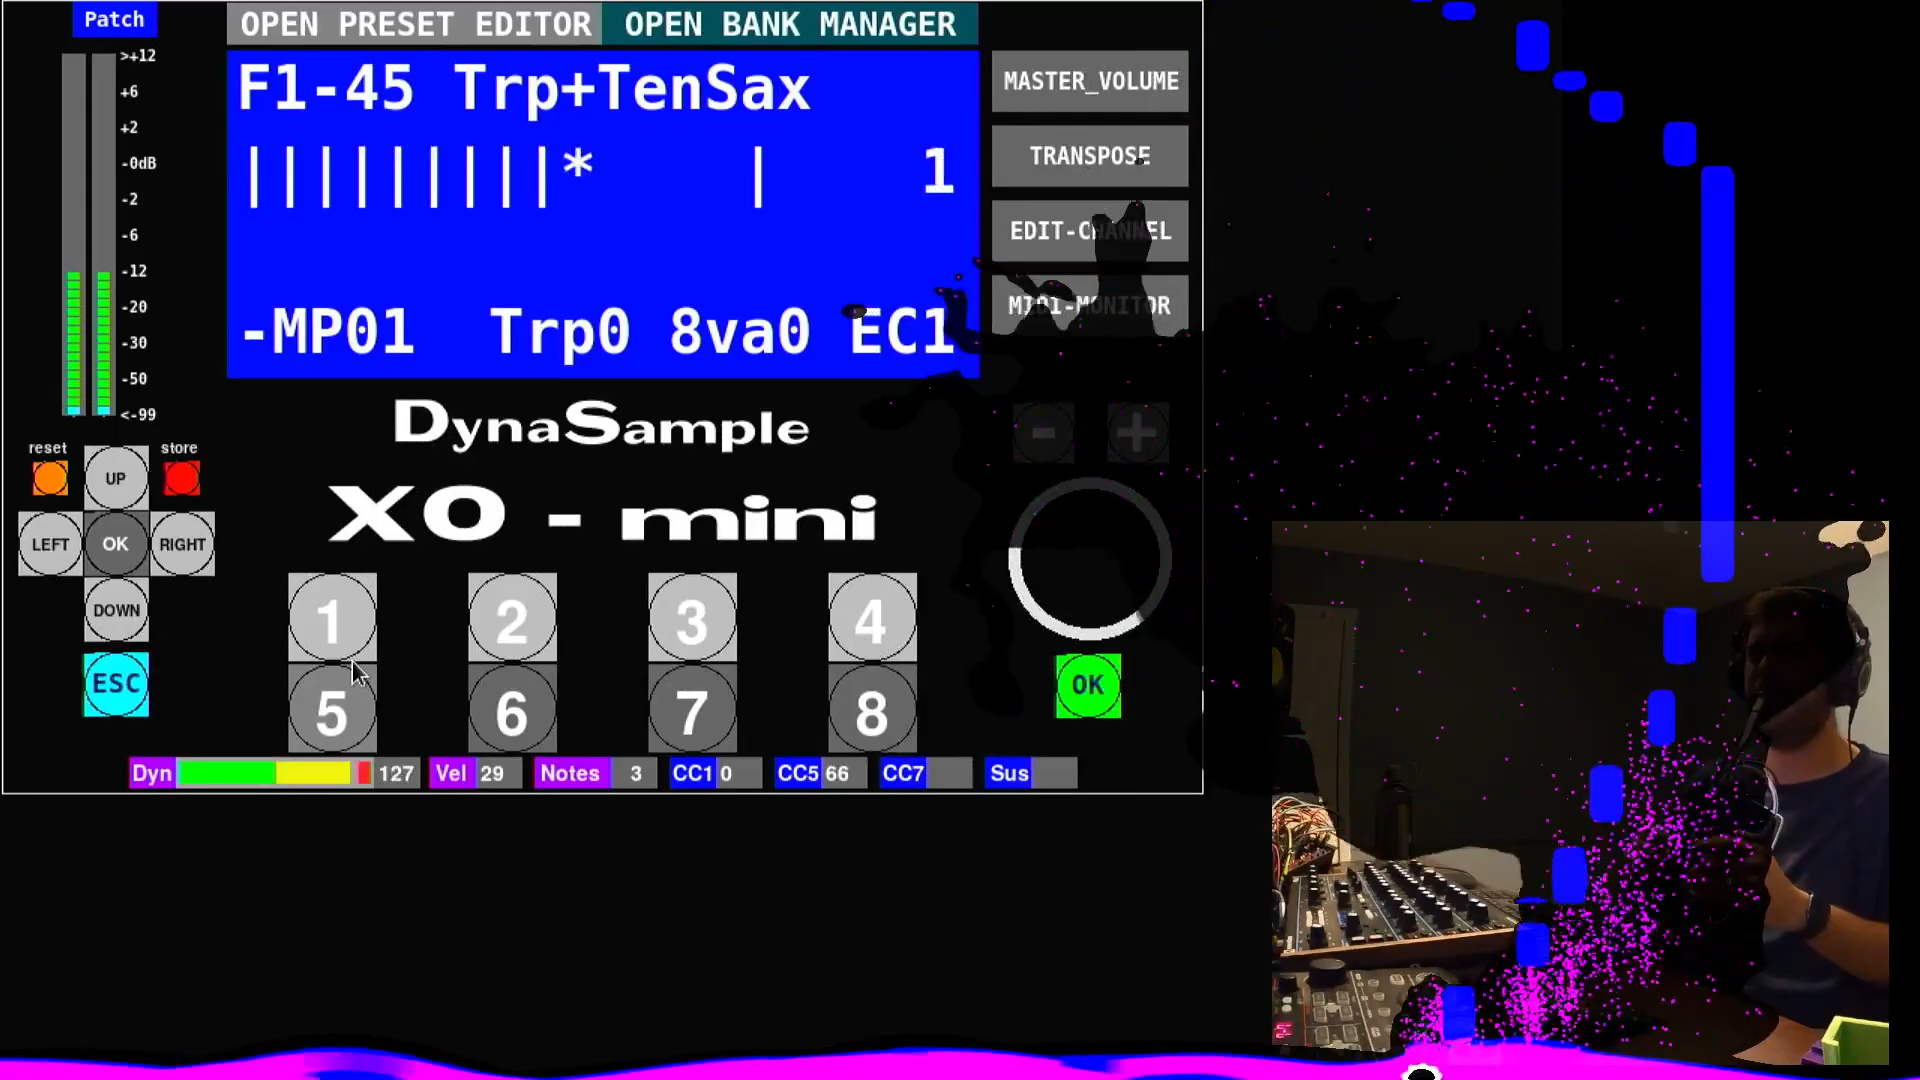 Patch
OPEN PRESET EDITOR
OPEN BANK MANAGER
F1-45 Trp+TenSax
|||||||||* | 1
-MP01 Trp0 8va0 EC1
>+12
+6
+2
-0dB
-2
-6
-12
-20
-30
-50
<-99
MASTER_VOLUME
TRANSPOSE
EDIT-CHANNEL
MIDI-MONITOR
- +
DynaSample
XO - mini
reset
store
UP
LEFT
OK
RIGHT
DOWN
ESC
1 2 3 4
5 6 7 8
OK
Dyn 127 Vel 29 Notes 3 CC1 0 CC5 66 CC7 Sus